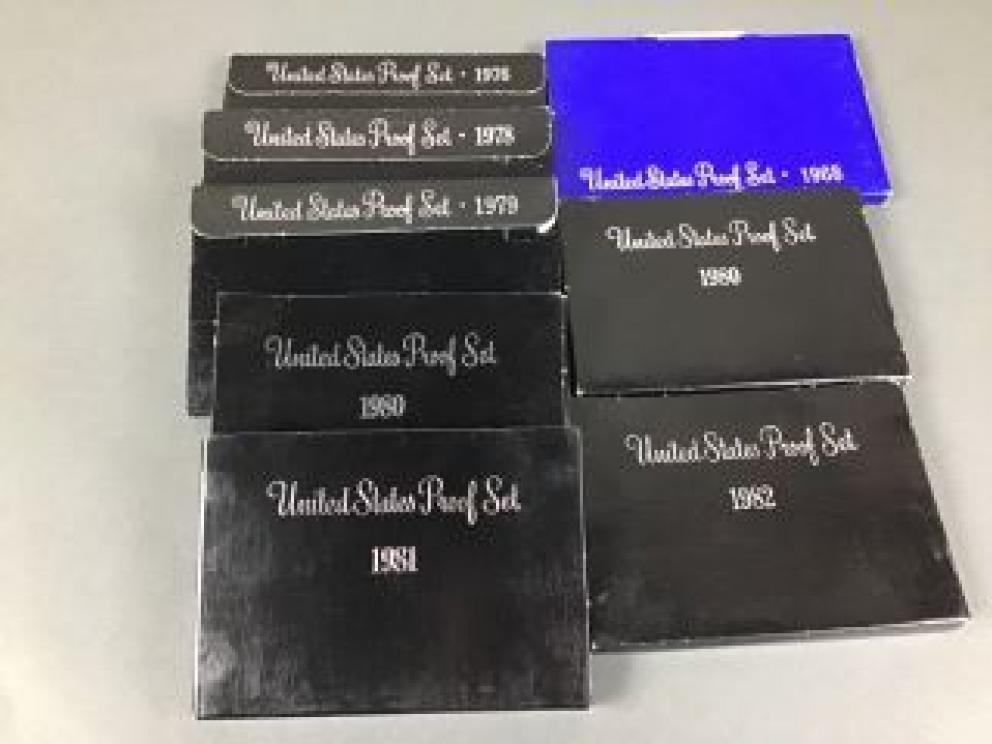 United States Proof Set · 1976
United States Proof Set · 1978
United States Proof Set · 1979
United States Proof Set
1980
United States Proof Set
1981
United States Proof Set · 1969
United States Proof Set
1980
United States Proof Set
1982